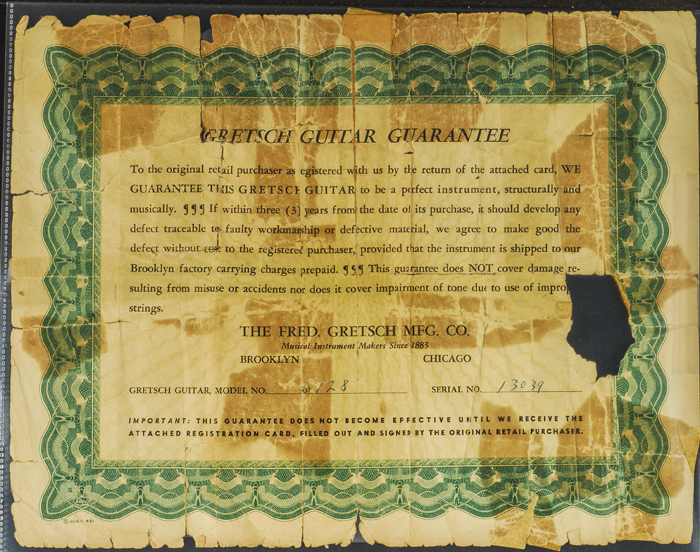 GRETSCH GUITAR GUARANTEE
To the original retail purchaser as egistered with us by the return of the attached card, WE
GUARANTEE THIS GRETSCH GUITAR to be a perfect instrument, structurally and
musically. ¶¶¶ If within three (3) years from the date of its purchase, it should develop any
defect traceable to faulty workmanship or defective material, we agree to make good the
defect without cost to the registered purchaser, provided that the instrument is shipped to our
Brooklyn factory carrying charges prepaid. ¶¶¶ This guarantee does NOT cover damage re-
sulting from misuse or accidents nor does it cover impairment of tone due to use of improp
strings.
THE FRED. GRETSCH MFG. CO.
Musical Instrument Makers Since 1883
BROOKLYN CHICAGO
GRETSCH GUITAR, MODEL NO. 6128 SERIAL NO. 13039
IMPORTANT: THIS GUARANTEE DOES NOT BECOME EFFECTIVE UNTIL WE RECEIVE THE
ATTACHED REGISTRATION CARD, FILLED OUT AND SIGNED BY THE ORIGINAL RETAIL PURCHASER.